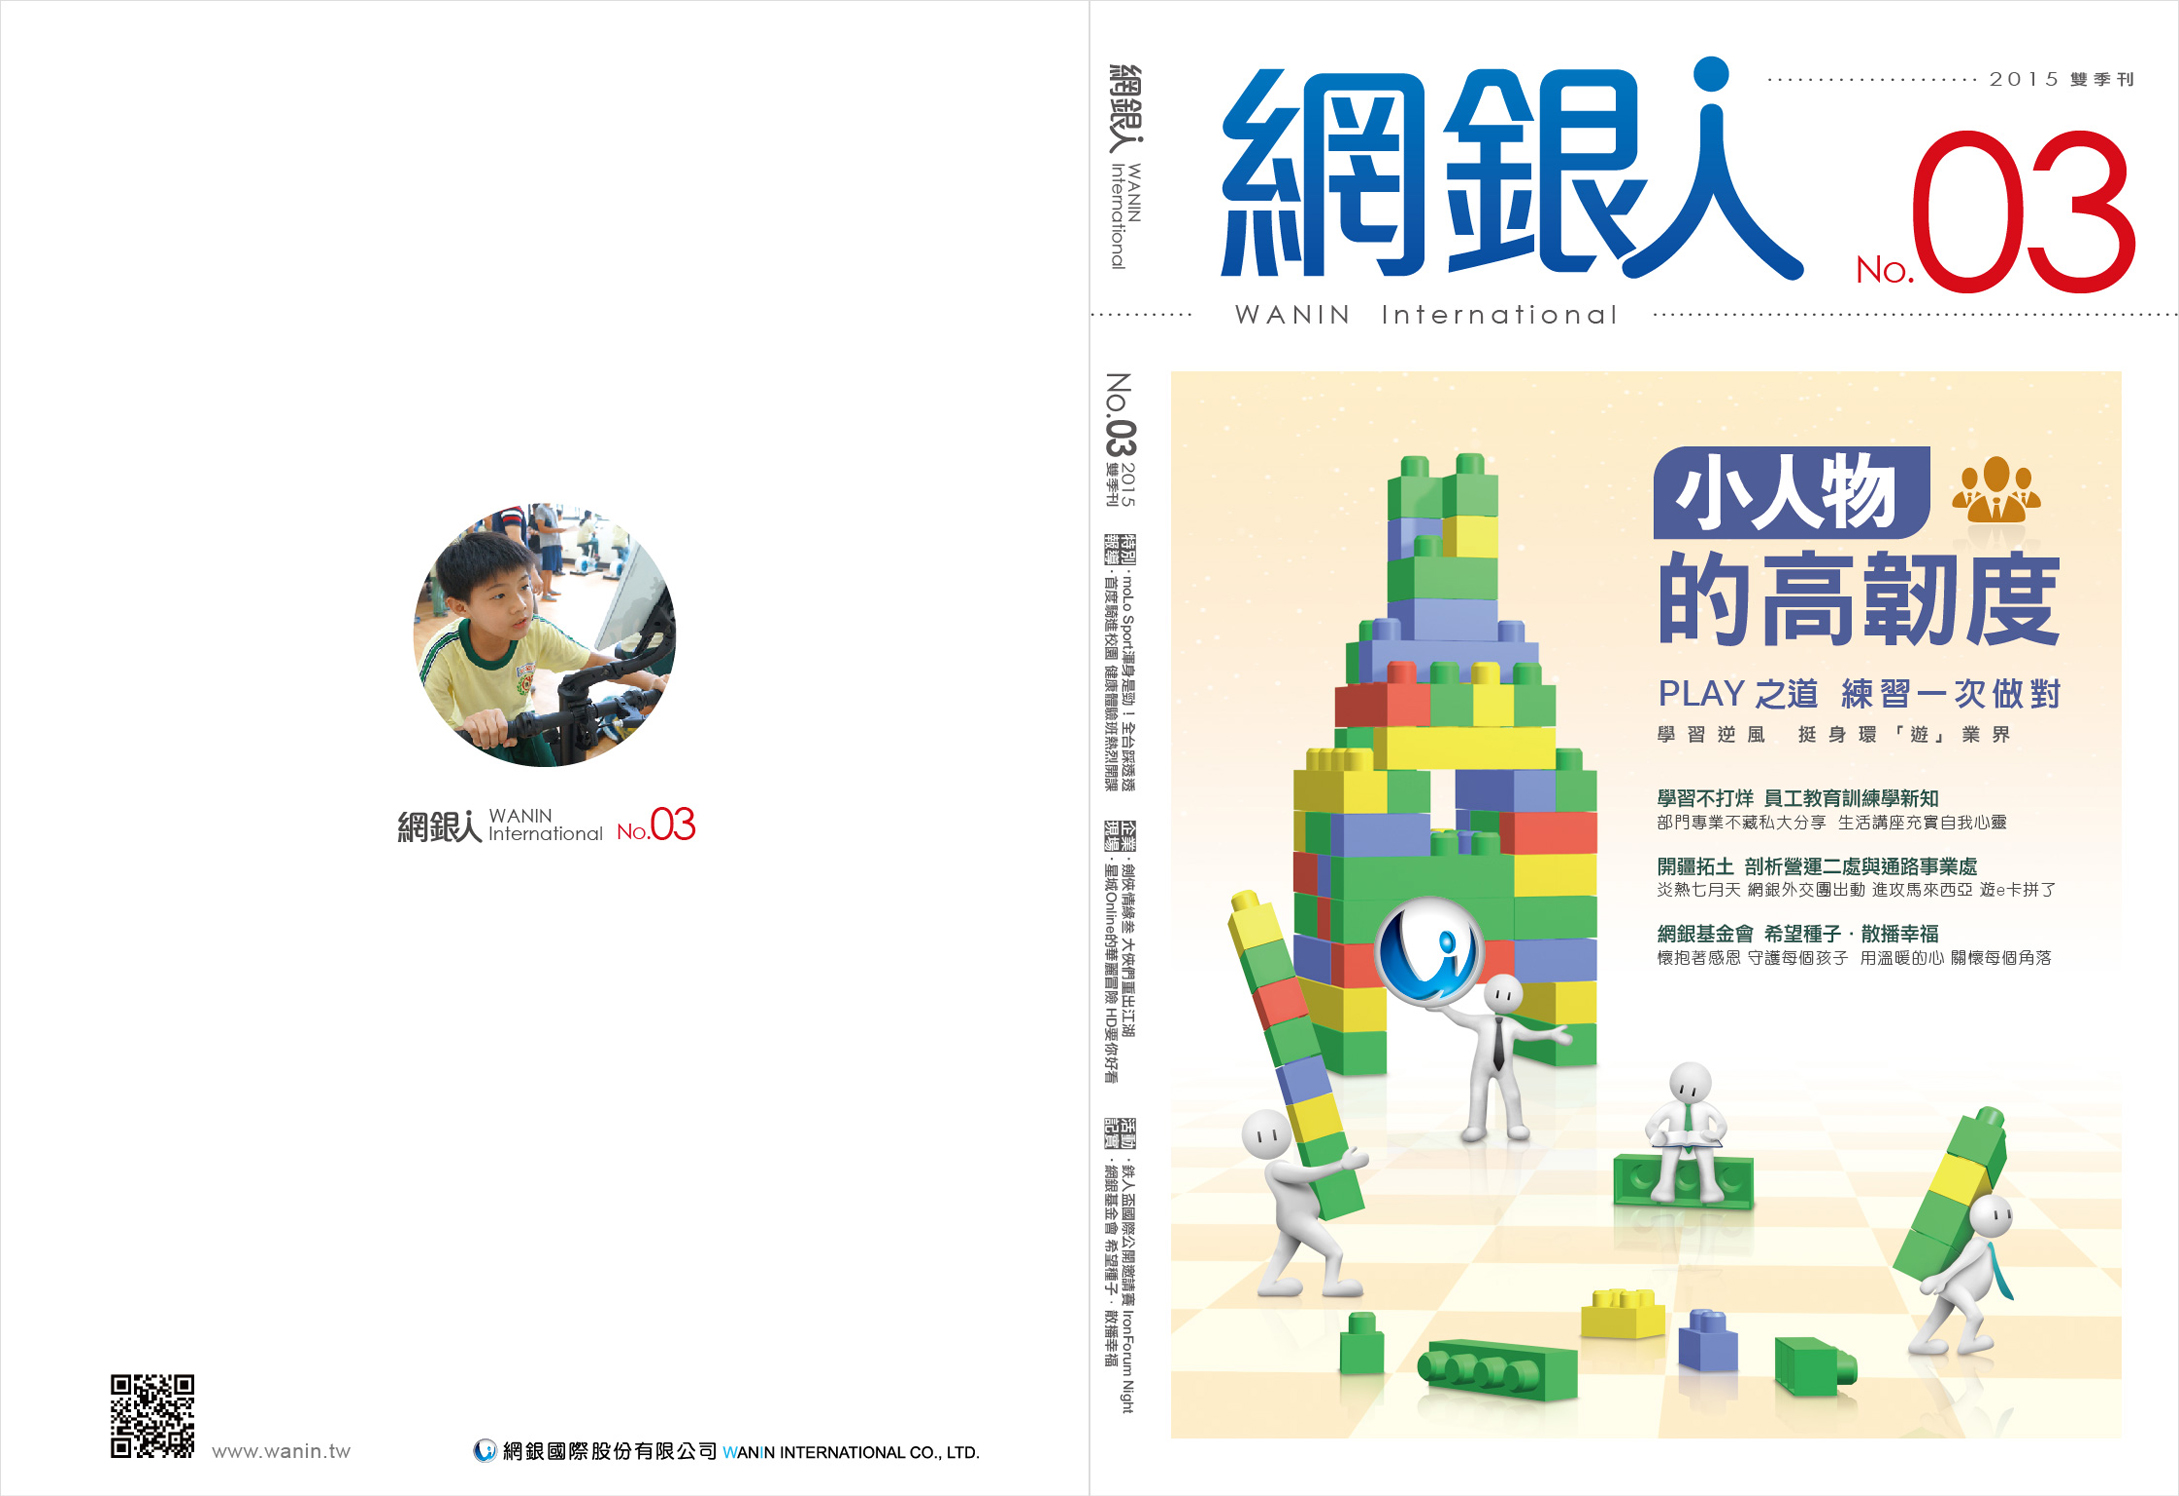 網銀人
WANIN International
No.03
www.wanin.tw
網銀國際股份有限公司 WANIN INTERNATIONAL CO., LTD.
網銀人 WANIN International
No.03 2015 雙季刊
特別報導
・moLo Sport渾身是勁！全台踩透透
・首度騎進校園 健康體驗班熱烈開課
企業現場
・劍俠情緣叁 大俠們重出江湖
・星城Online的華麗冒險 HD要你好看
活動記實
・鉄人盃國際公開邀請賽 IronForum Night
・網銀基金會 希望種子・散播幸福
2015 雙季刊
網銀人
No.03
WANIN International
小人物
的高韌度
PLAY 之道 練習一次做對
學習逆風 挺身環「遊」業界
學習不打烊 員工教育訓練學新知
部門專業不藏私大分享 生活講座充實自我心靈
開疆拓土 剖析營運二處與通路事業處
炎熱七月天 網銀外交團出動 進攻馬來西亞 遊e卡拼了
網銀基金會 希望種子・散播幸福
懷抱著感恩 守護每個孩子 用溫暖的心 關懷每個角落